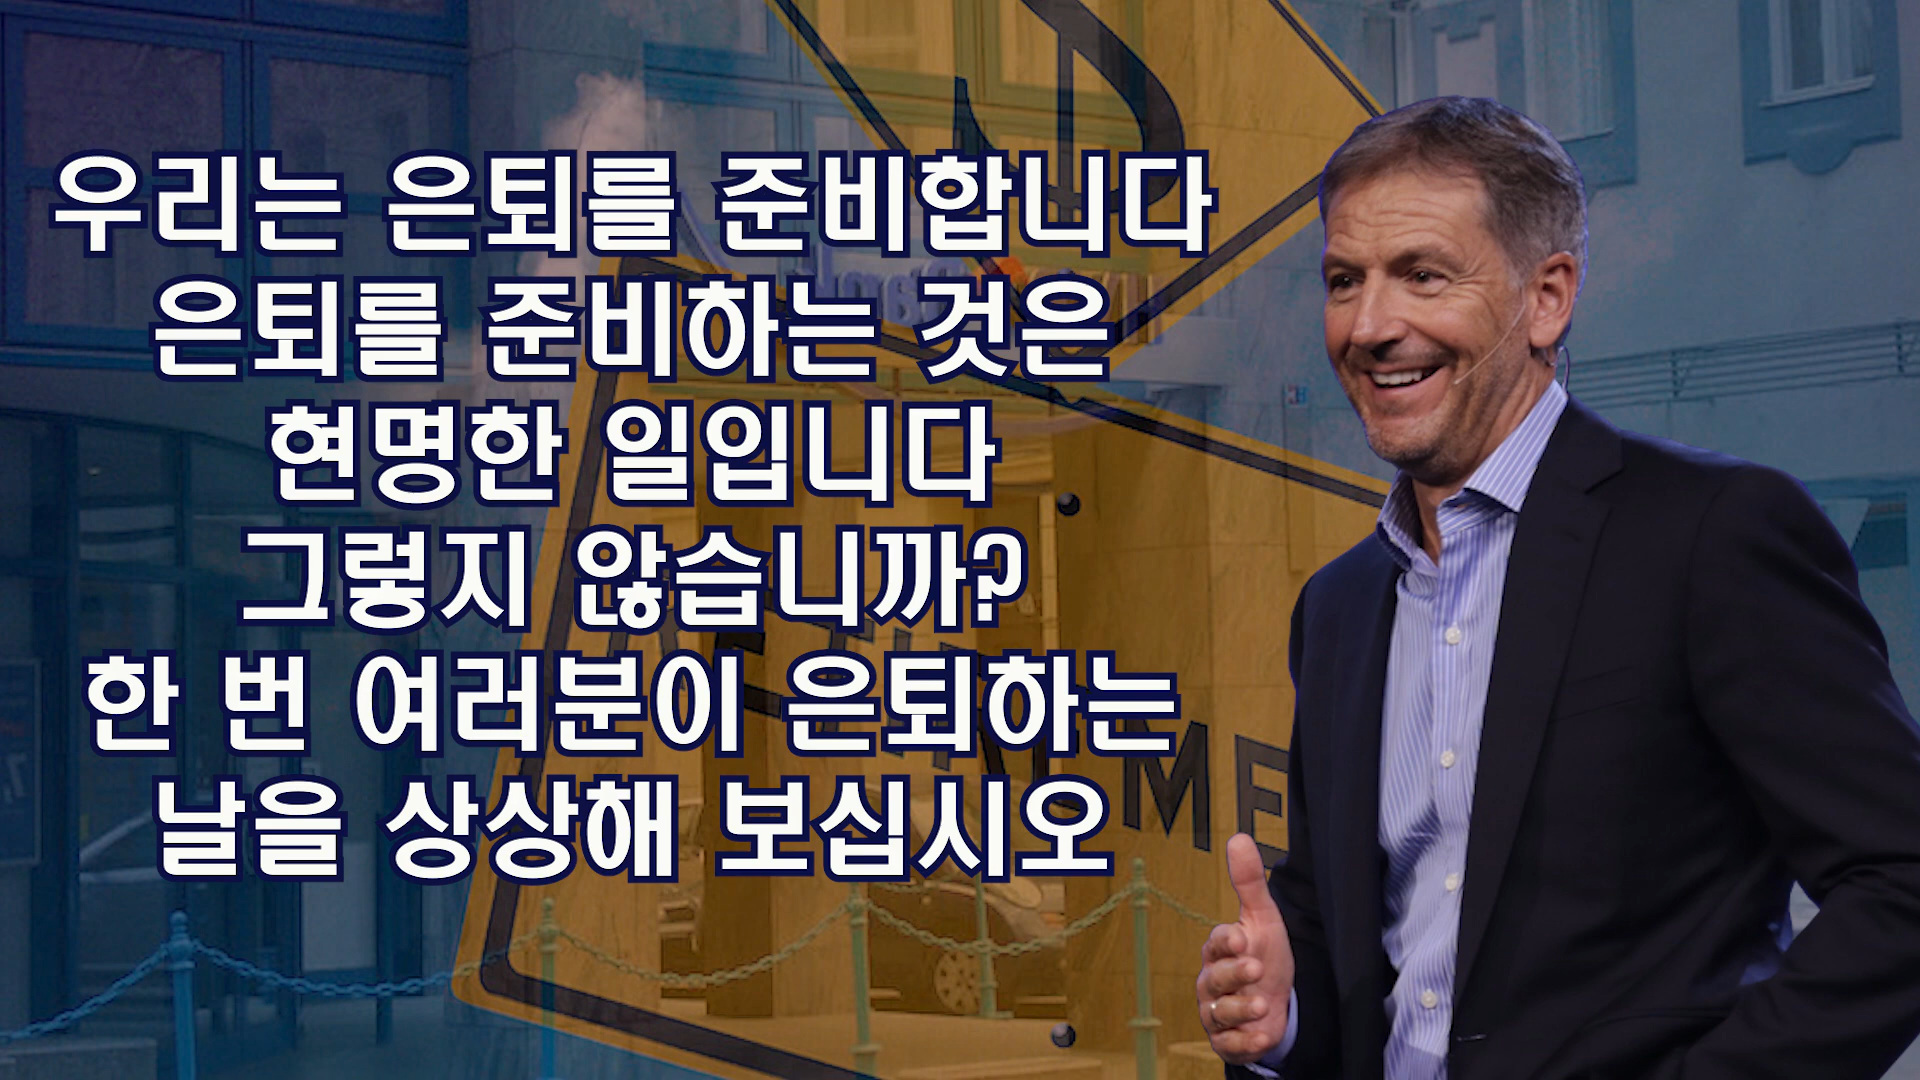 우리는 은퇴를 준비합니다
은퇴를 준비하는 것은
현명한 일입니다
그렇지 않습니까?
한 번 여러분이 은퇴하는
날을 상상해 보십시오